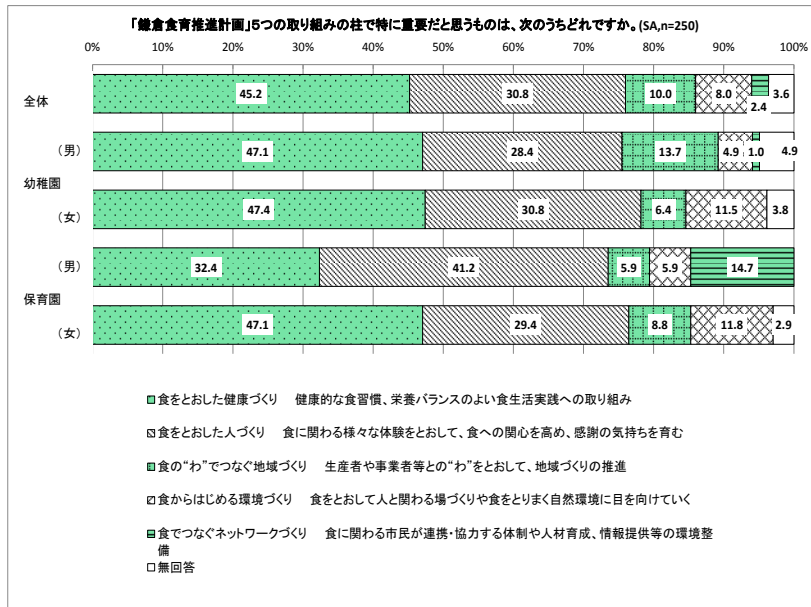 「鎌倉食育推進計画」５つの取り組みの柱で特に重要だと思うものは、次のうちどれですか。(SA,n=250)
0% 10% 20% 30% 40% 50% 60% 70% 80% 90% 100%
全体 45.2 30.8 10.0 8.0 2.4 3.6
幼稚園
（男） 47.1 28.4 13.7 4.9 1.0 4.9
（女） 47.4 30.8 6.4 11.5 3.8
保育園
（男） 32.4 41.2 5.9 5.9 14.7
（女） 47.1 29.4 8.8 11.8 2.9
食をとおした健康づくり 健康的な食習慣、栄養バランスのよい食生活実践への取り組み
食をとおした人づくり 食に関わる様々な体験をとおして、食への関心を高め、感謝の気持ちを育む
食の“わ”でつなぐ地域づくり 生産者や事業者等との“わ”をとおして、地域づくりの推進
食からはじめる環境づくり 食をとおして人と関わる場づくりや食をとりまく自然環境に目を向けていく
食でつなぐネットワークづくり 食に関わる市民が連携・協力する体制や人材育成、情報提供等の環境整
備
無回答